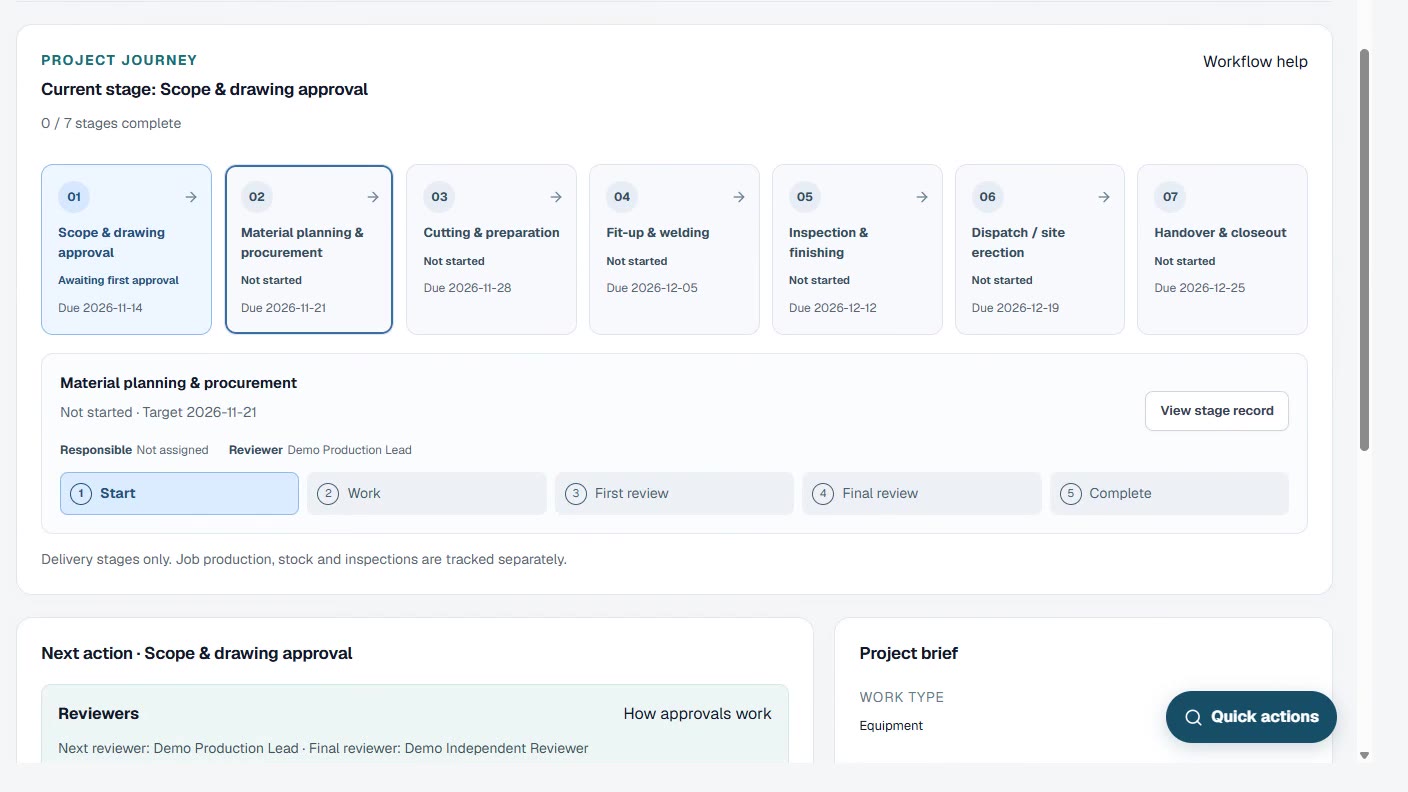 PROJECT JOURNEY
Workflow help
Current stage: Scope & drawing approval
0 / 7 stages complete
01
Scope & drawing
approval
Awaiting first approval
Due 2026-11-14
02
Material planning &
procurement
Not started
Due 2026-11-21
03
Cutting & preparation
Not started
Due 2026-11-28
04
Fit-up & welding
Not started
Due 2026-12-05
05
Inspection &
finishing
Not started
Due 2026-12-12
06
Dispatch / site
erection
Not started
Due 2026-12-19
07
Handover & closeout
Not started
Due 2026-12-25
Material planning & procurement
Not started · Target 2026-11-21
View stage record
Responsible Not assigned Reviewer Demo Production Lead
1 Start
2 Work
3 First review
4 Final review
5 Complete
Delivery stages only. Job production, stock and inspections are tracked separately.
Next action · Scope & drawing approval
Reviewers
How approvals work
Next reviewer: Demo Production Lead · Final reviewer: Demo Independent Reviewer
Project brief
WORK TYPE
Equipment
Quick actions